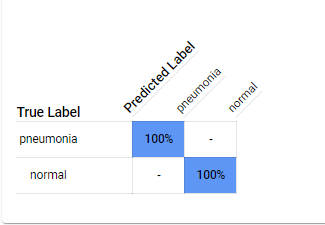 Predicted Label
pneumonia
normal
True Label
pneumonia 100% -
normal - 100%